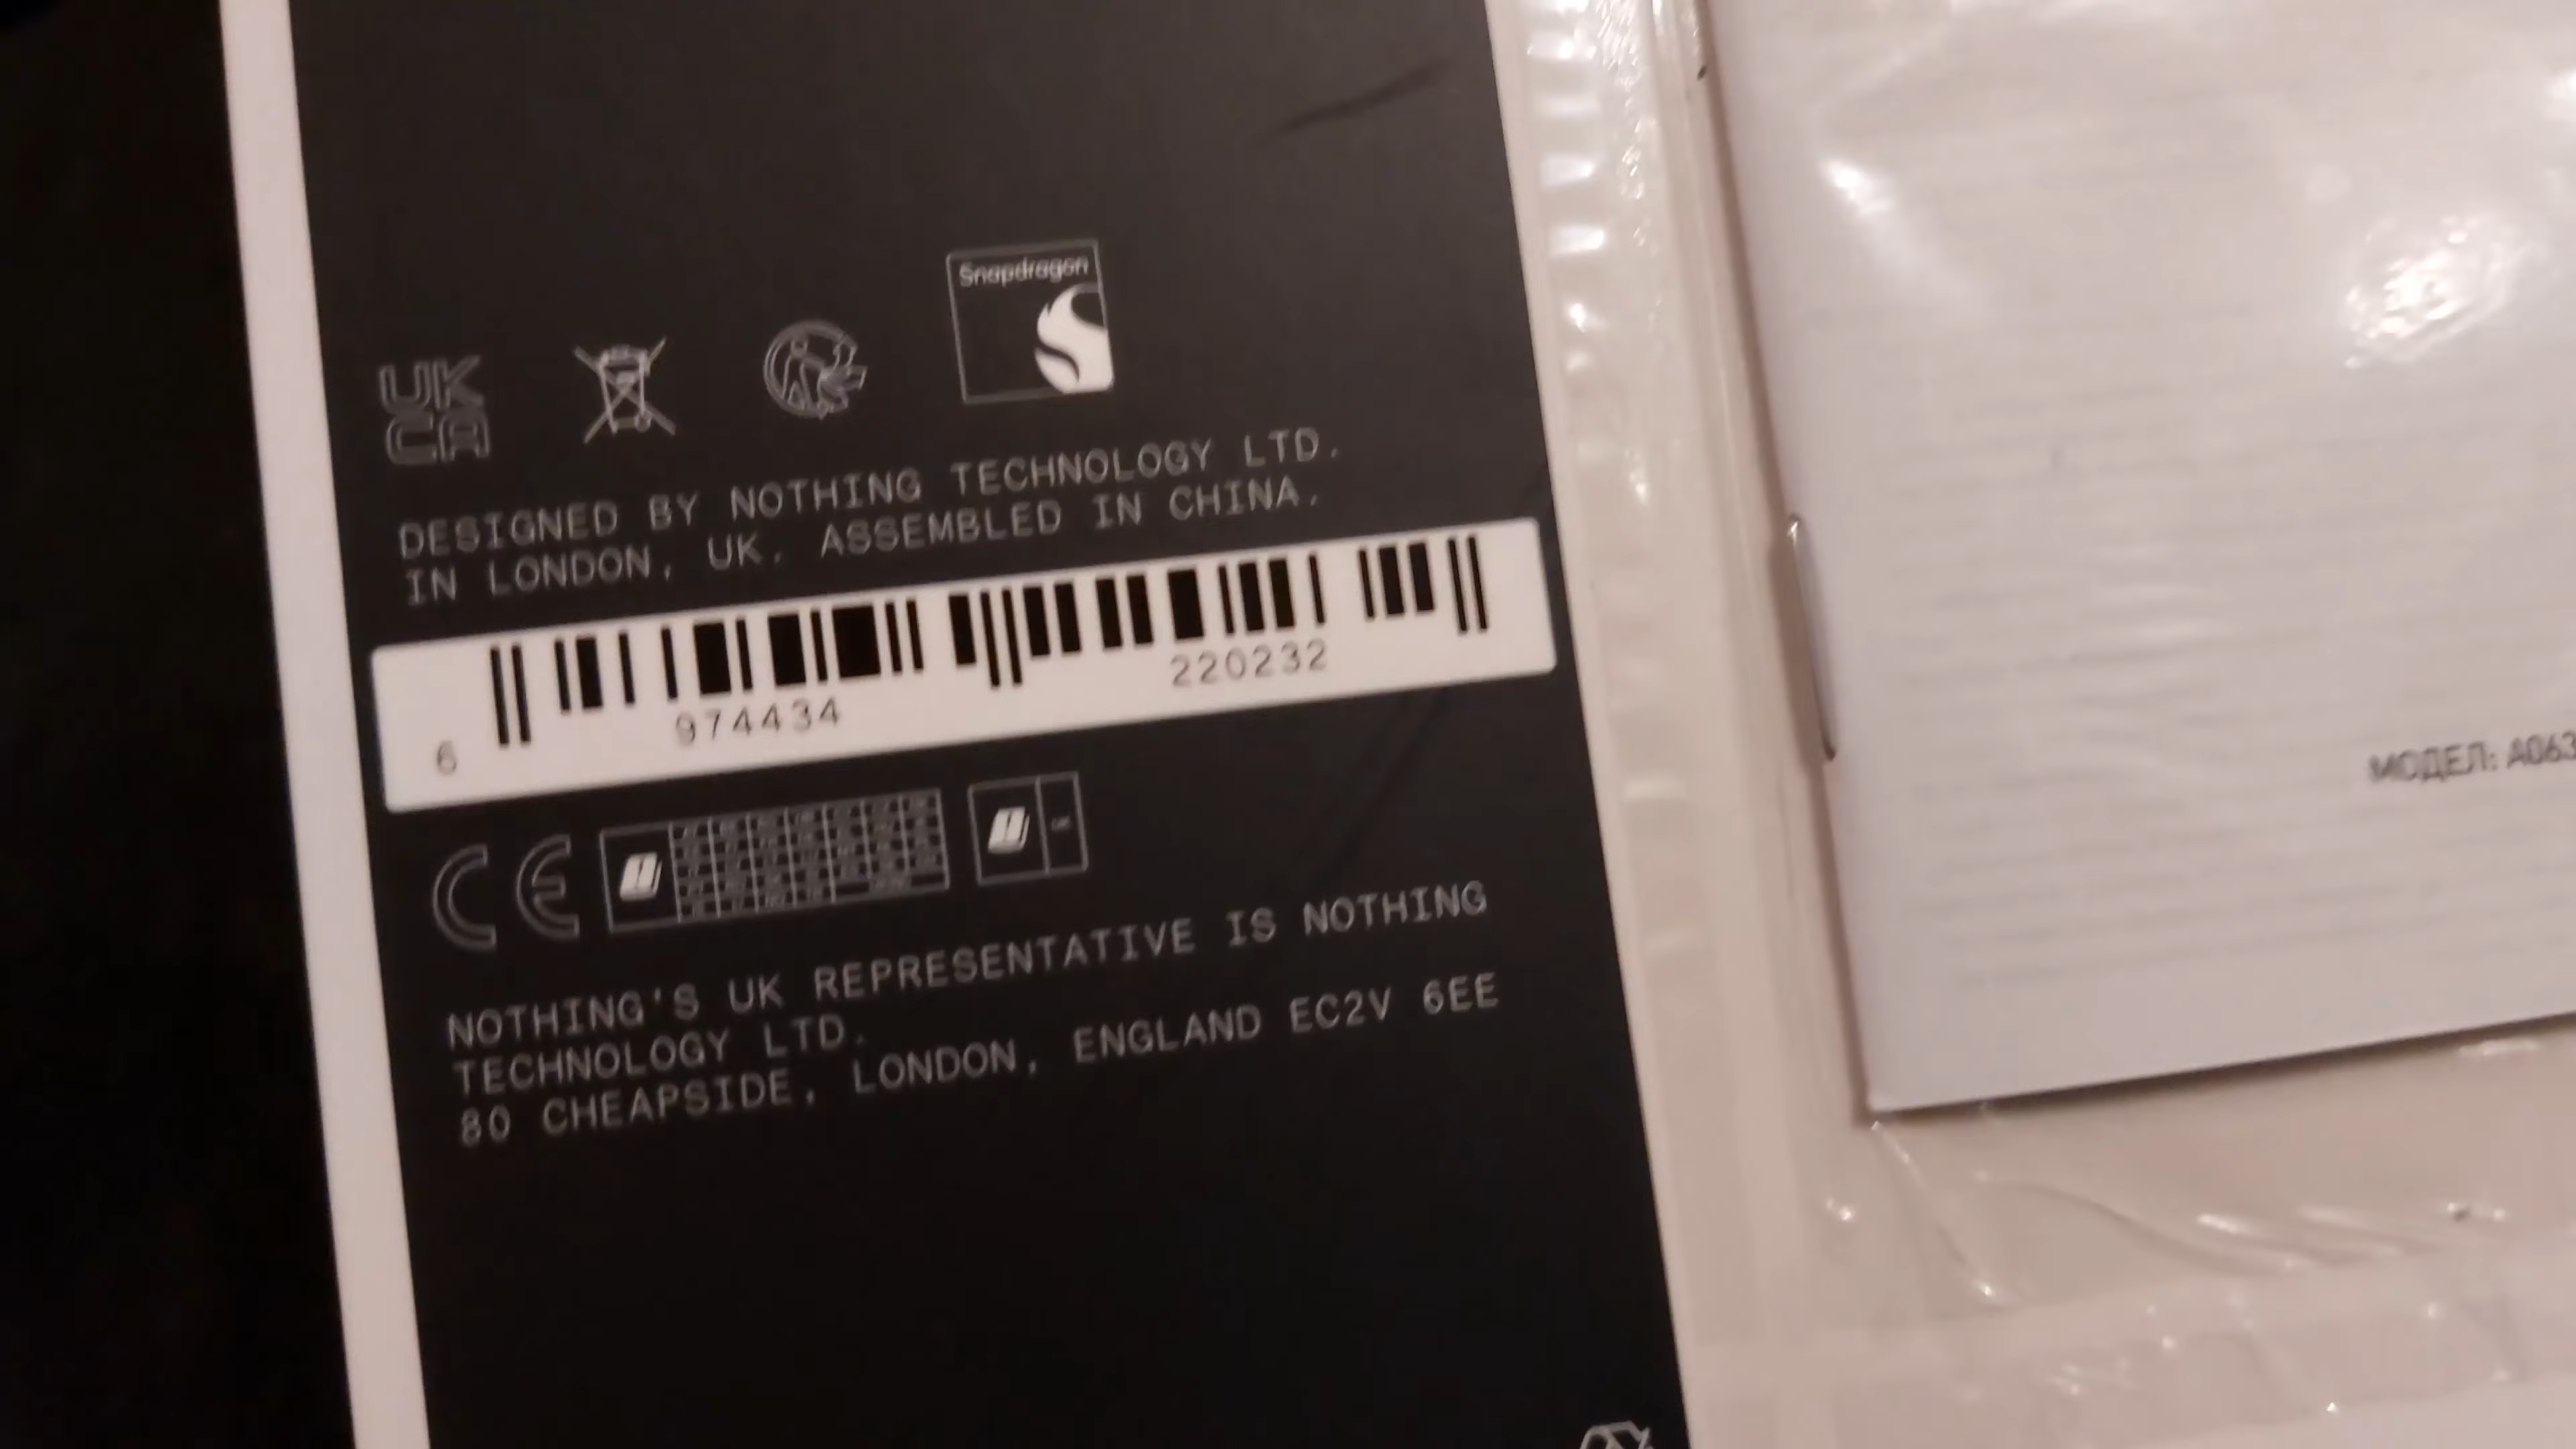 Snapdragon
UK
CA
DESIGNED BY NOTHING TECHNOLOGY LTD.
IN LONDON, UK. ASSEMBLED IN CHINA.
6 974434 220232
CE
NOTHING'S UK REPRESENTATIVE IS NOTHING
TECHNOLOGY LTD.
80 CHEAPSIDE, LONDON, ENGLAND EC2V 6EE
МОДЕЛ: A063